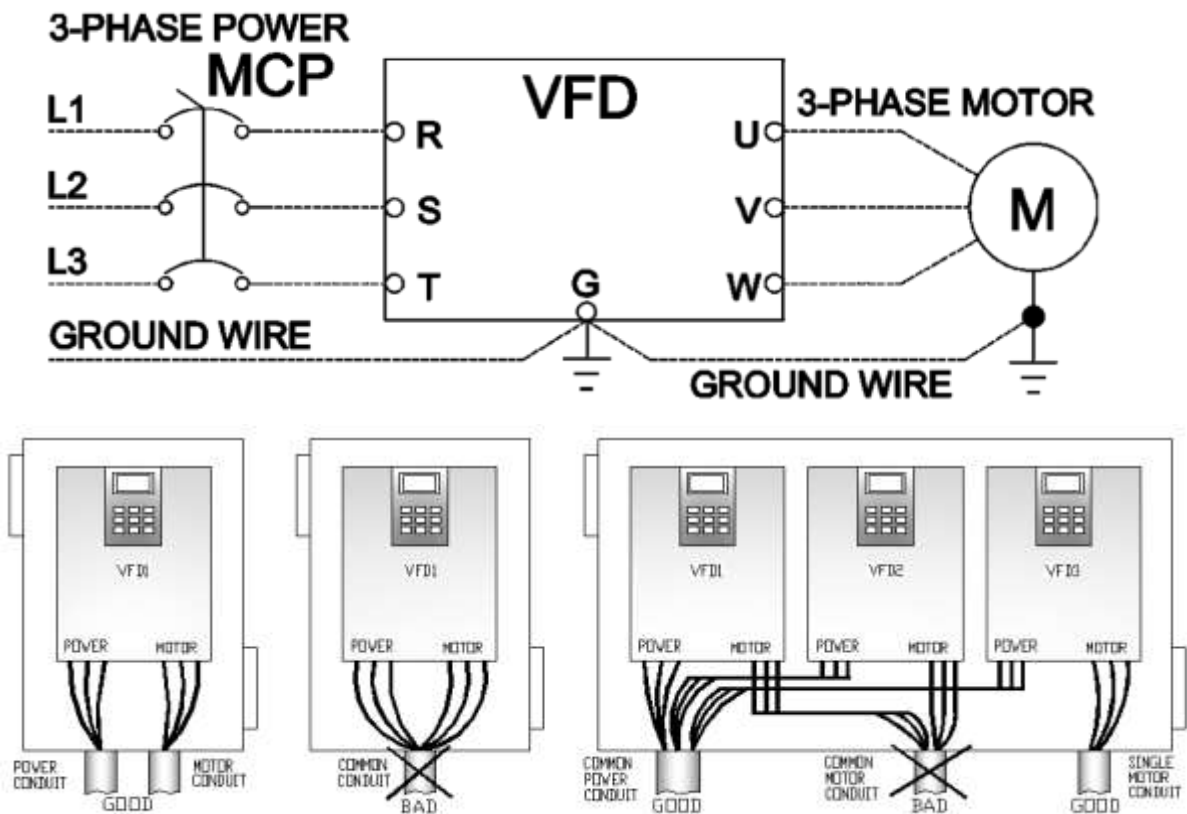 3-PHASE POWER
MCP
VFD
3-PHASE MOTOR
L1
R
U
L2
S
V
M
L3
T
G
W
GROUND WIRE
GROUND WIRE
VFD1
POWER
MOTOR
POWER
CONDUIT
MOTOR
CONDUIT
GOOD
VFD1
POWER
MOTOR
COMMON
CONDUIT
BAD
VFD1
VFD2
VFD3
POWER
MOTOR
POWER
MOTOR
POWER
MOTOR
COMMON
POWER
CONDUIT
GOOD
COMMON
MOTOR
CONDUIT
BAD
GOOD
SINGLE
MOTOR
CONDUIT